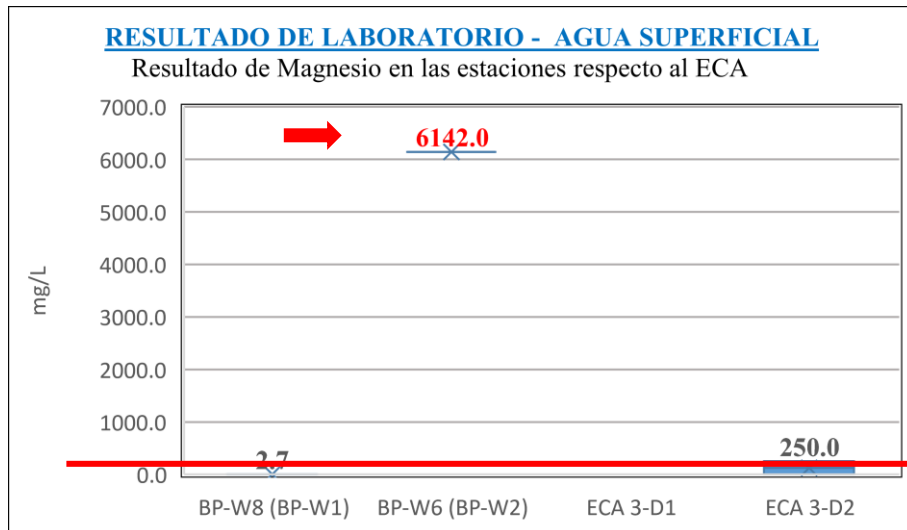 RESULTADO DE LABORATORIO - AGUA SUPERFICIAL
Resultado de Magnesio en las estaciones respecto al ECA
7000.0
6142.0
6000.0
5000.0
4000.0
mg/L
3000.0
2000.0
1000.0
2.7
250.0
0.0
BP-W8 (BP-W1) BP-W6 (BP-W2) ECA 3-D1 ECA 3-D2